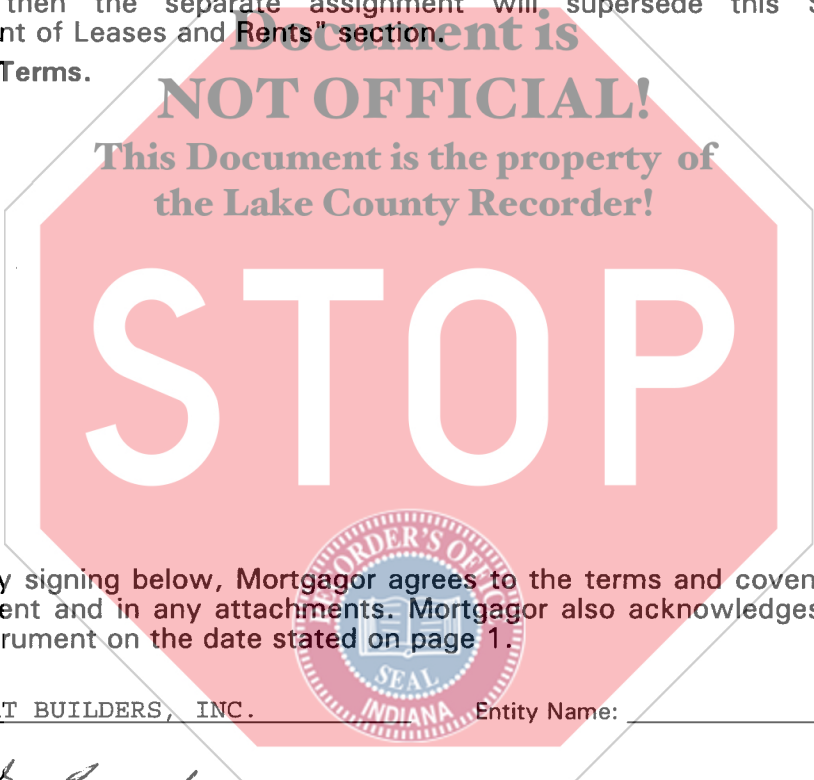 then the separate assignment will supersede this
nt of Leases and Rents" section.
Document is
Terms.
NOT OFFICIAL!
This Document is the property of
the Lake County Recorder!
STOP
RECORDER'S OFFICE
y signing below, Mortgagor agrees to the terms and coven
ent and in any attachments. Mortgagor also acknowledges
rument on the date stated on page 1.
SEAL
INDIANA
T BUILDERS, INC. Entity Name: